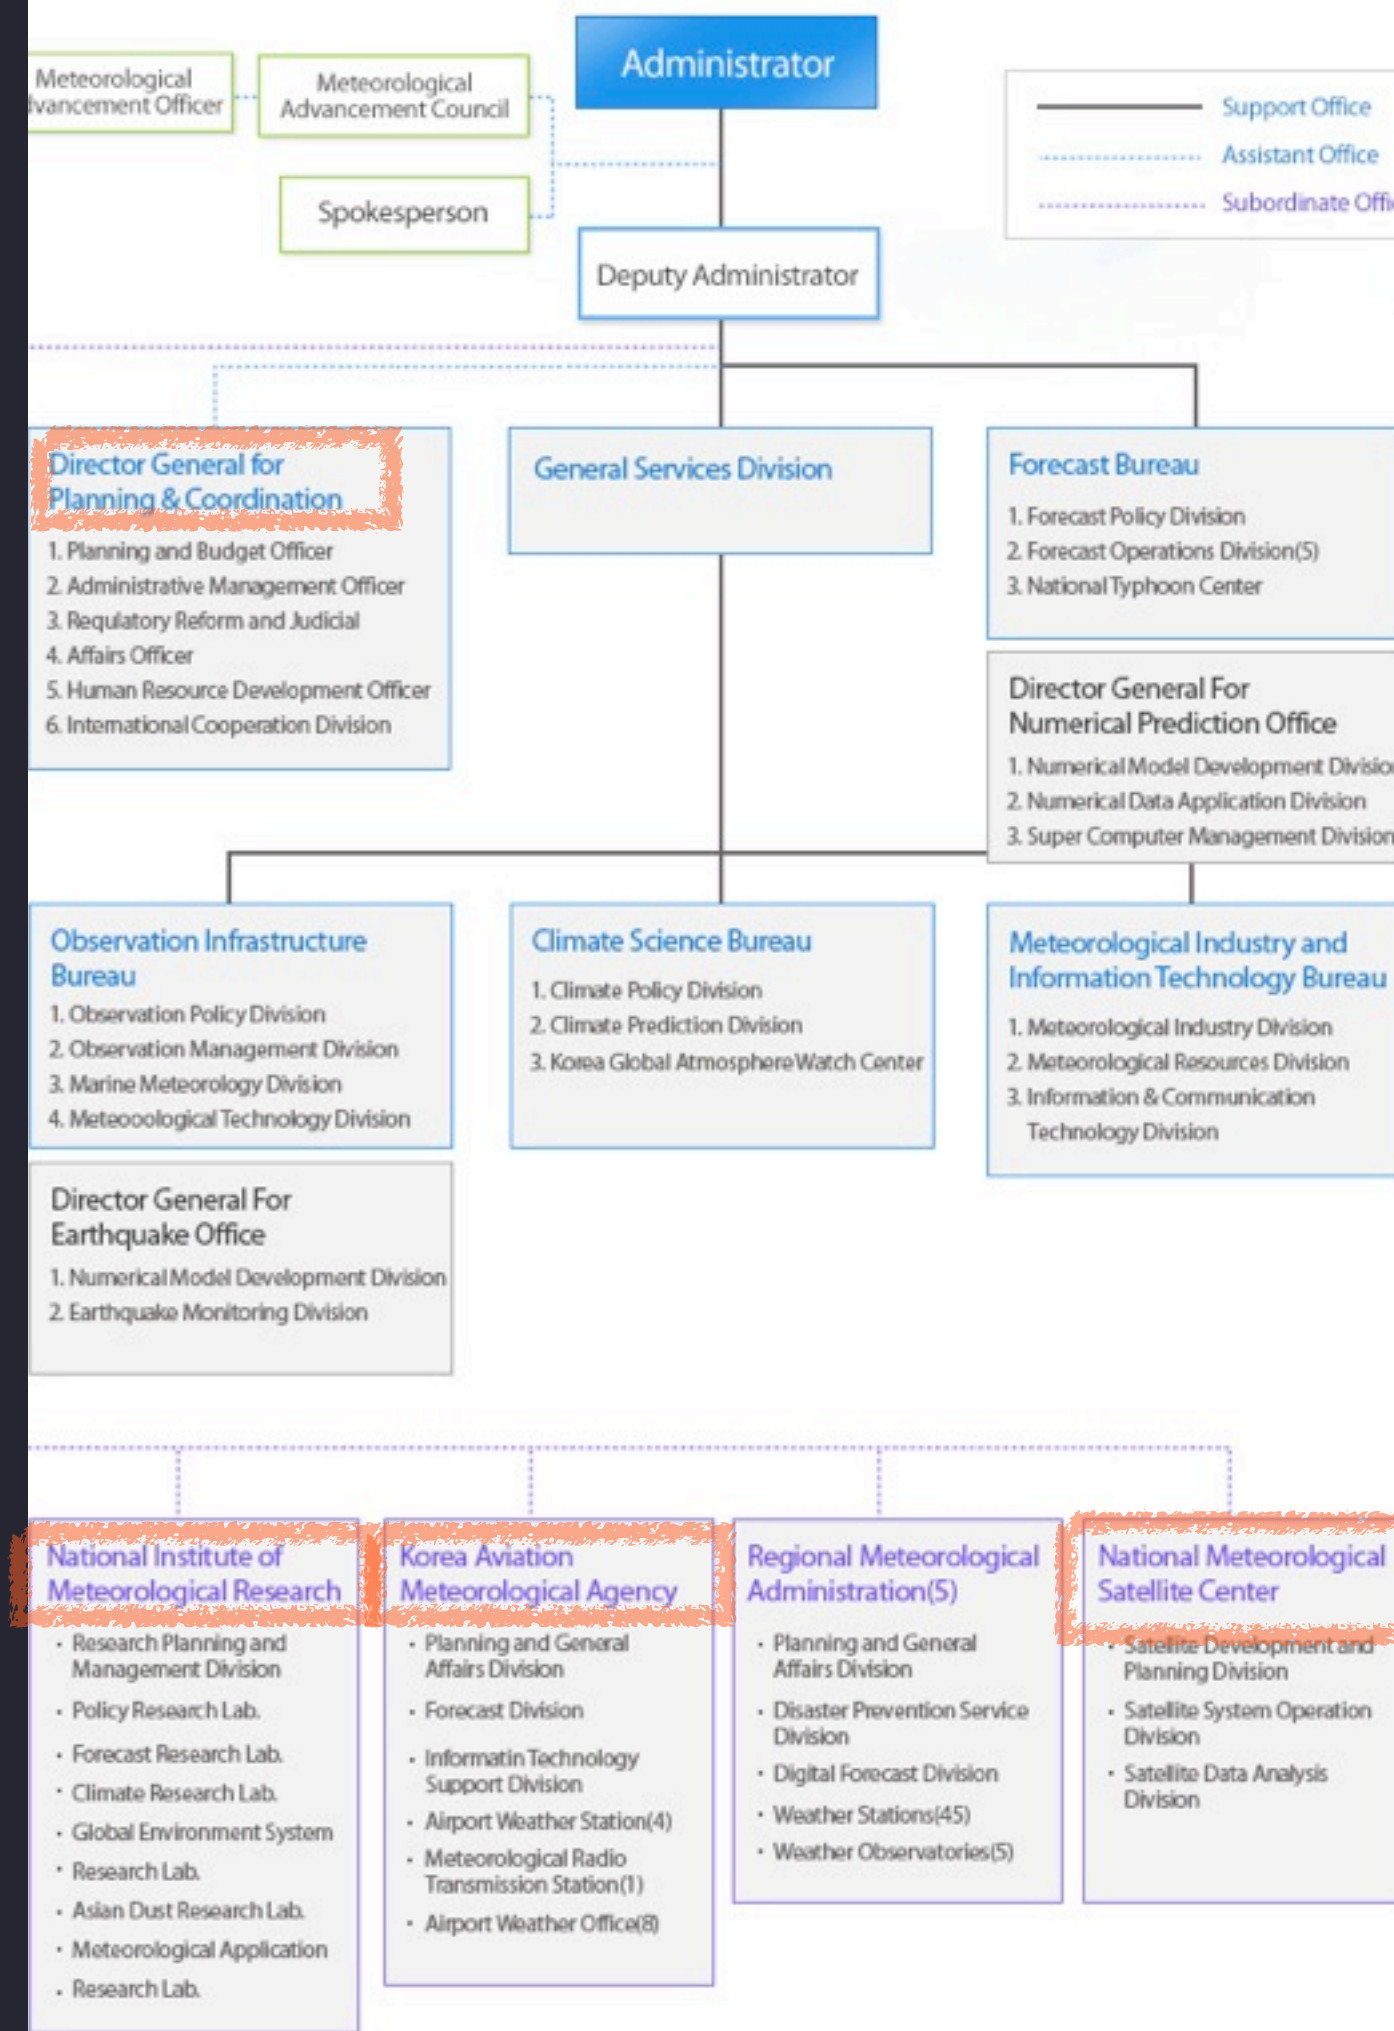 Administrator
Meteorological
Advancement Council
Meteorological
Officer
Spokesperson
Support Office
Assistant Office
Subordinate
Deputy Administrator
Director General for
Planning & Coordination
1. Planning and Budget Officer
2. Administrative Management Officer
3. Requlatory Reform and Judicial
4. Affairs Officer
5. Human Resource Development Officer
6. International Cooperation Division
General Services Division
Forecast Bureau
1. Forecast Policy Division
2. Forecast Operations Division(5)
3. National Typhoon Center
Director General For
Numerical Prediction Office
1. Numerical Model Development
2. Numerical Data Application Division
3. Super Computer Management Division
Observation Infrastructure
Bureau
1. Observation Policy Division
2. Observation Management Division
3. Marine Meteorology Division
4. Meteooological Technology Division
Director General For
Earthquake Office
1. Numerical Model Development Division
2. Earthquake Monitoring Division
Climate Science Bureau
1. Climate Policy Division
2. Climate Prediction Division
3. Korea Global Atmosphere Watch Center
Meteorological Industry and
Information Technology Bureau
1. Meteorological Industry Division
2. Meteorological Resources Division
3. Information & Communication
Technology Division
National Institute of
Meteorological Research
· Research Planning and
Management Division
· Policy Research Lab.
· Forecast Research Lab.
· Climate Research Lab.
· Global Environment System
· Research Lab.
· Asian Dust Research Lab.
· Meteorological Application
· Research Lab.
Korea Aviation
Meteorological Agency
· Planning and General
Affairs Division
· Forecast Division
· Informatin Technology
Support Division
· Airport Weather Station(4)
· Meteorological Radio
Transmission Station(1)
· Airport Weather Office(8)
Regional Meteorological
Administration(5)
· Planning and General
Affairs Division
· Disaster Prevention Service
Division
· Digital Forecast Division
· Weather Stations(45)
· Weather Observatories(5)
National Meteorological
Satellite Center
· Satellite Development and
Planning Division
· Satellite System Operation
Division
· Satellite Data Analysis
Division